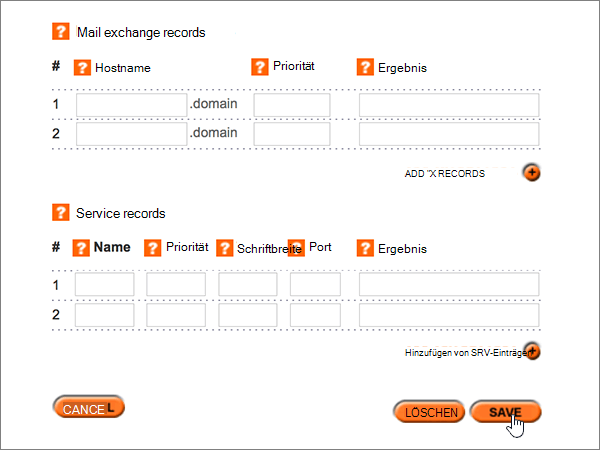 ? Mail exchange records
# ? Hostname ? Priorität ? Ergebnis
1 .domain
2 .domain
ADD "X RECORDS +
? Service records
# ? Name ? Priorität ? Schriftbreite ? Port ? Ergebnis
1
2
Hinzufügen von SRV-Einträgen +
CANCEL LÖSCHEN SAVE